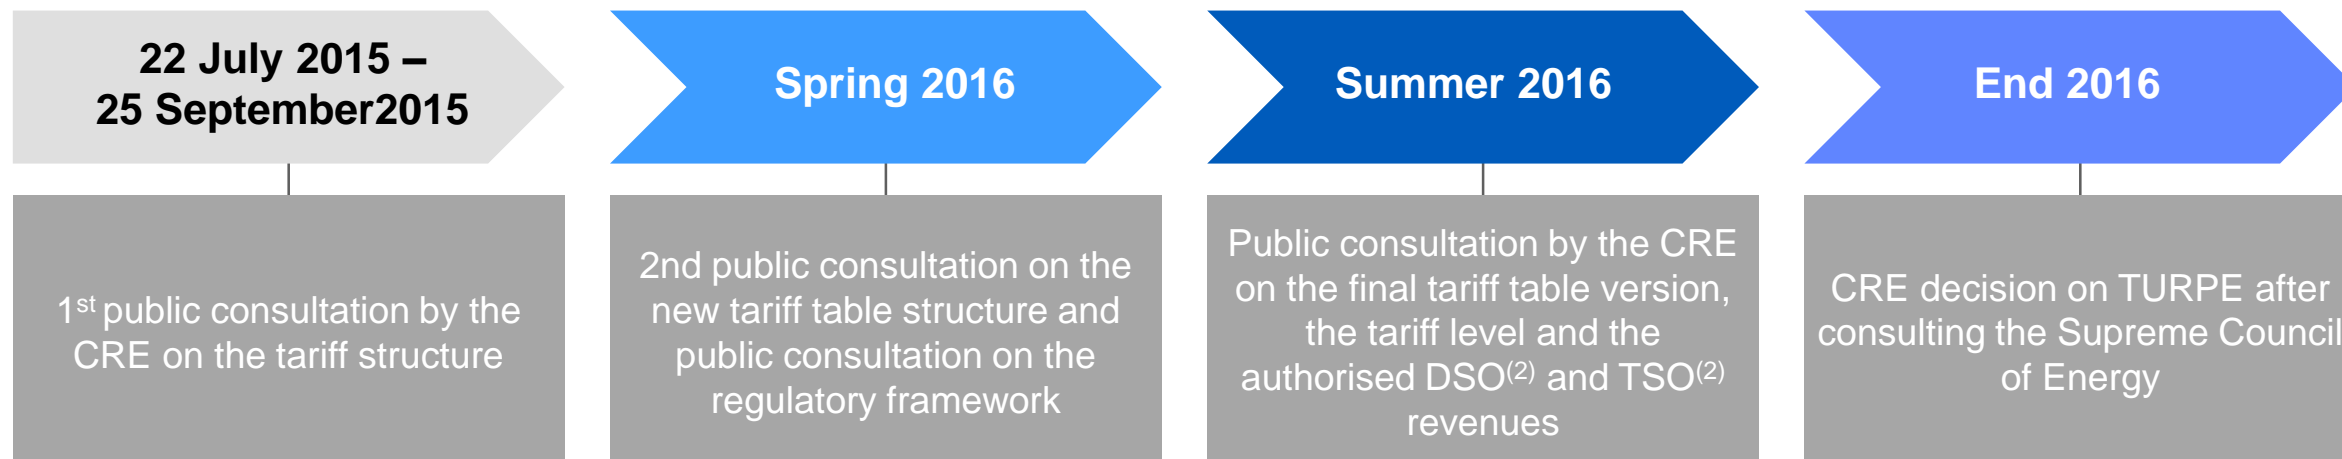 22 July 2015 –
25 September2015
1st public consultation by the
CRE on the tariff structure
Spring 2016
2nd public consultation on the
new tariff table structure and
public consultation on the
regulatory framework
Summer 2016
Public consultation by the CRE
on the final tariff table version,
the tariff level and the
authorised DSO(2) and TSO(2)
revenues
End 2016
CRE decision on TURPE after
consulting the Supreme Council
of Energy